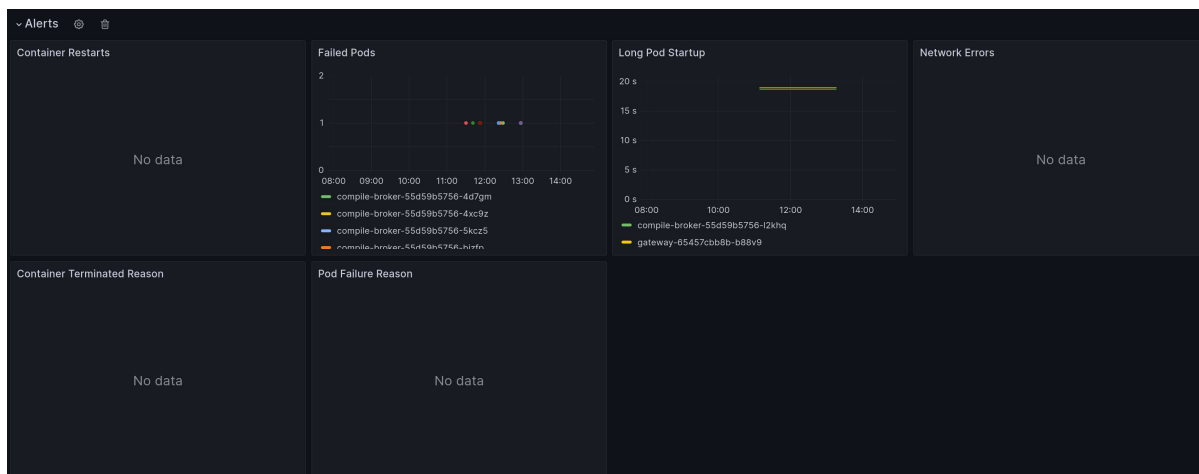 Alerts
Container Restarts
No data
Failed Pods
2
1
0
08:00 09:00 10:00 11:00 12:00 13:00 14:00
compile-broker-55d59b5756-4d7gm
compile-broker-55d59b5756-4xc9z
compile-broker-55d59b5756-5kcz5
Long Pod Startup
20 s
15 s
10 s
5 s
0 s
08:00 10:00 12:00 14:00
compile-broker-55d59b5756-l2khq
gateway-65457cbb8b-b88v9
Network Errors
No data
Container Terminated Reason
No data
Pod Failure Reason
No data